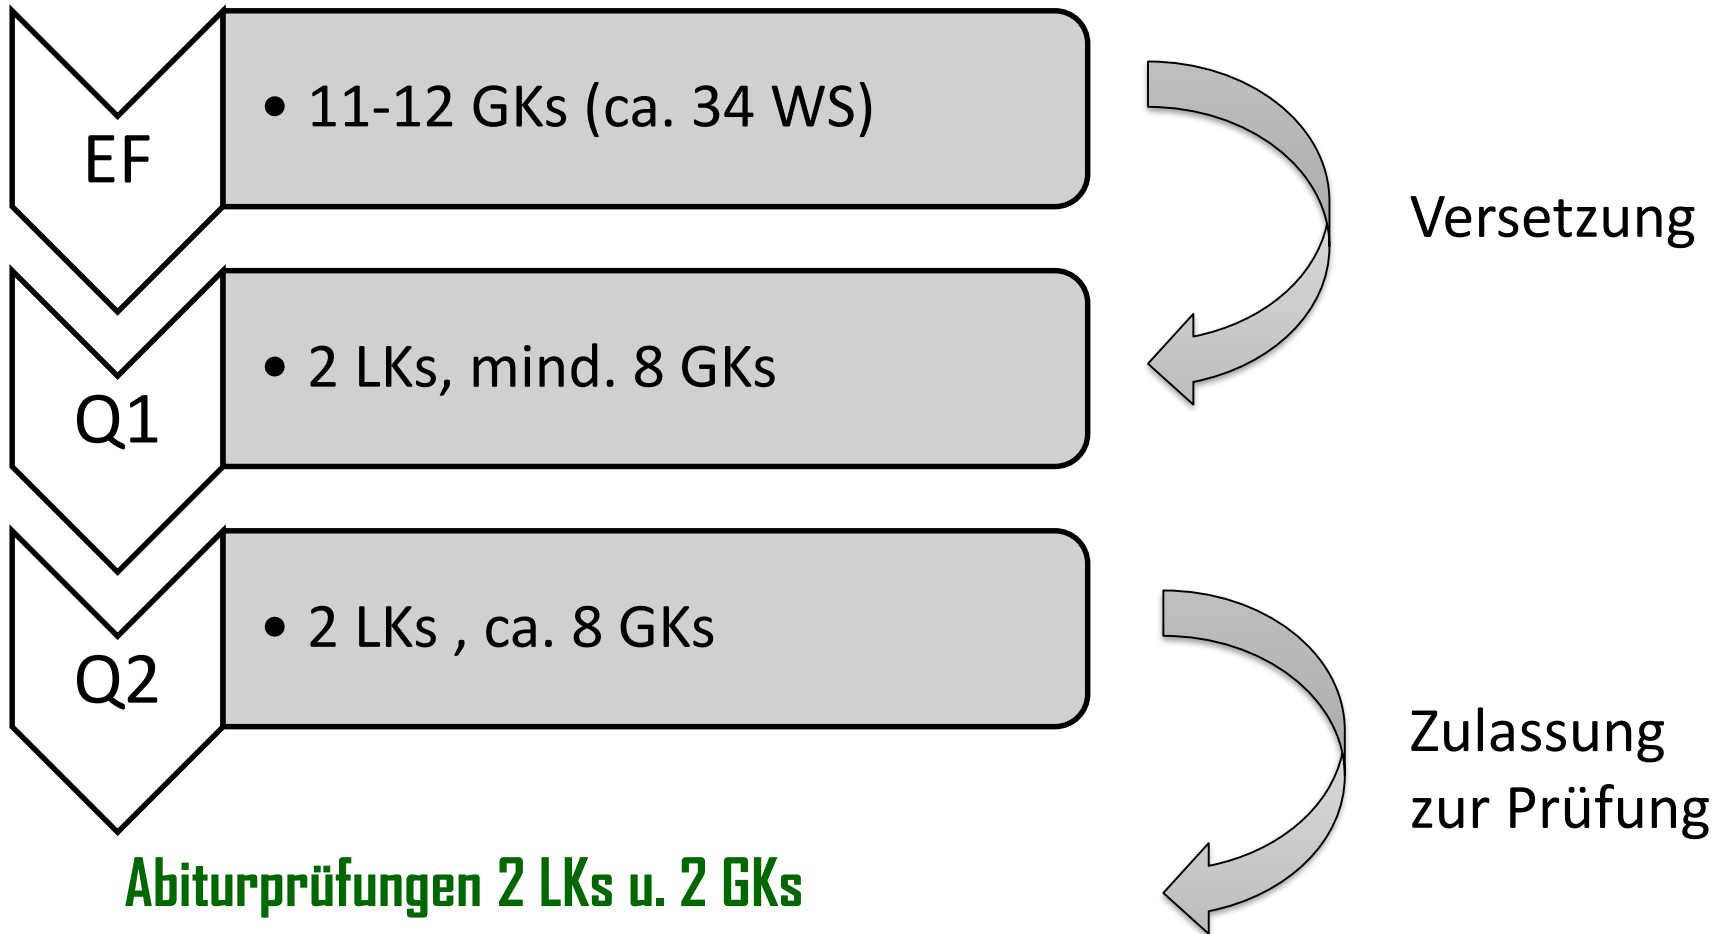 EF
• 11-12 GKs (ca. 34 WS)
Versetzung
Q1
• 2 LKs, mind. 8 GKs
Q2
• 2 LKs , ca. 8 GKs
Zulassung
zur Prüfung
Abiturprüfungen 2 LKs u. 2 GKs